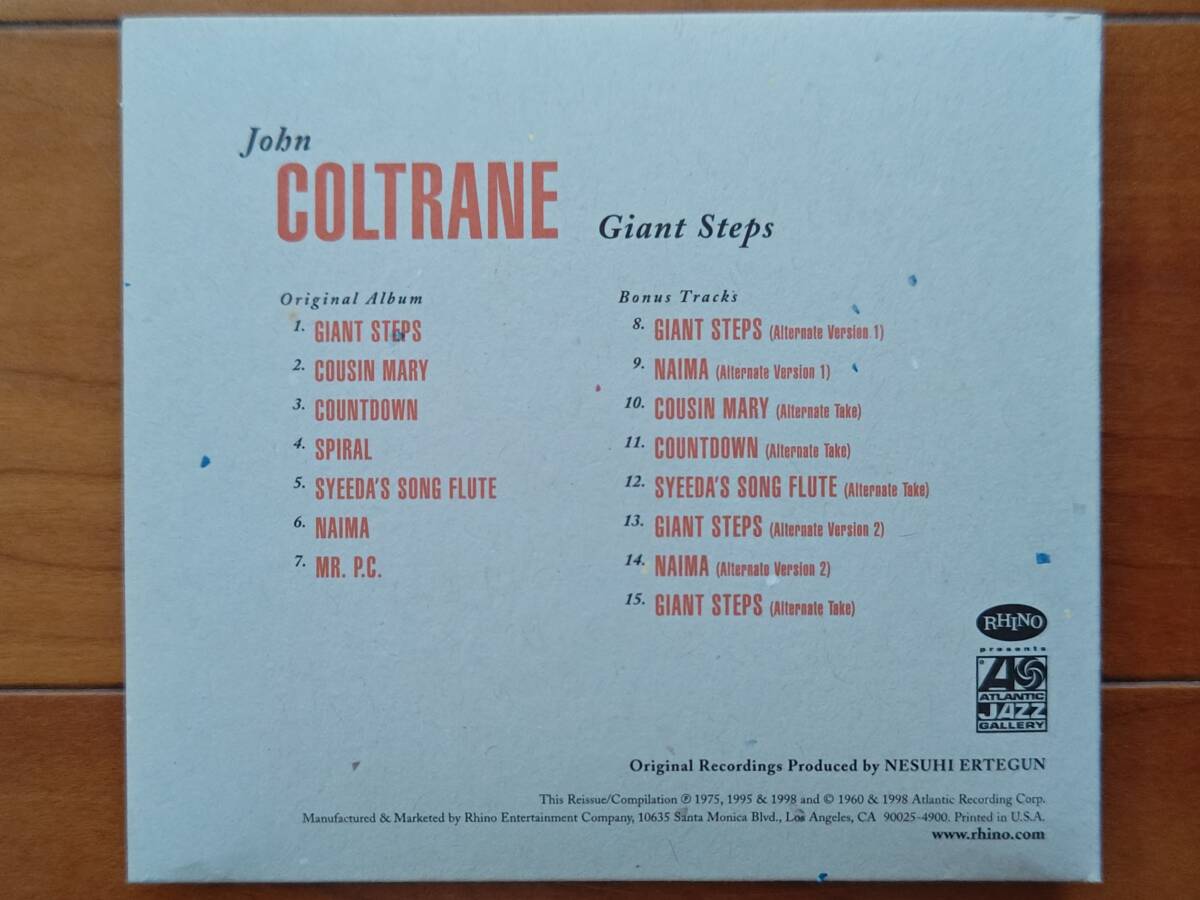 John
COLTRANE
Giant Steps
Original Album
1. GIANT STEPS
2. COUSIN MARY
3. COUNTDOWN
4. SPIRAL
5. SYEEDA'S SONG FLUTE
6. NAIMA
7. MR. P.C.
Bonus Tracks
8. GIANT STEPS (Alternate Version 1)
9. NAIMA (Alternate Version 1)
10. COUSIN MARY (Alternate Take)
11. COUNTDOWN (Alternate Take)
12. SYEEDA'S SONG FLUTE (Alternate Take)
13. GIANT STEPS (Alternate Version 2)
14. NAIMA (Alternate Version 2)
15. GIANT STEPS (Alternate Take)
RHINO
presents
A
ATLANTIC
JAZZ
GALLERY
Original Recordings Produced by NESUHI ERTEGUN
This Reissue/Compilation ℗ 1975, 1995 & 1998 and © 1960 & 1998 Atlantic Recording Corp.
Manufactured & Marketed by Rhino Entertainment Company, 10635 Santa Monica Blvd., Los Angeles, CA 90025-4900. Printed in U.S.A.
www.rhino.com